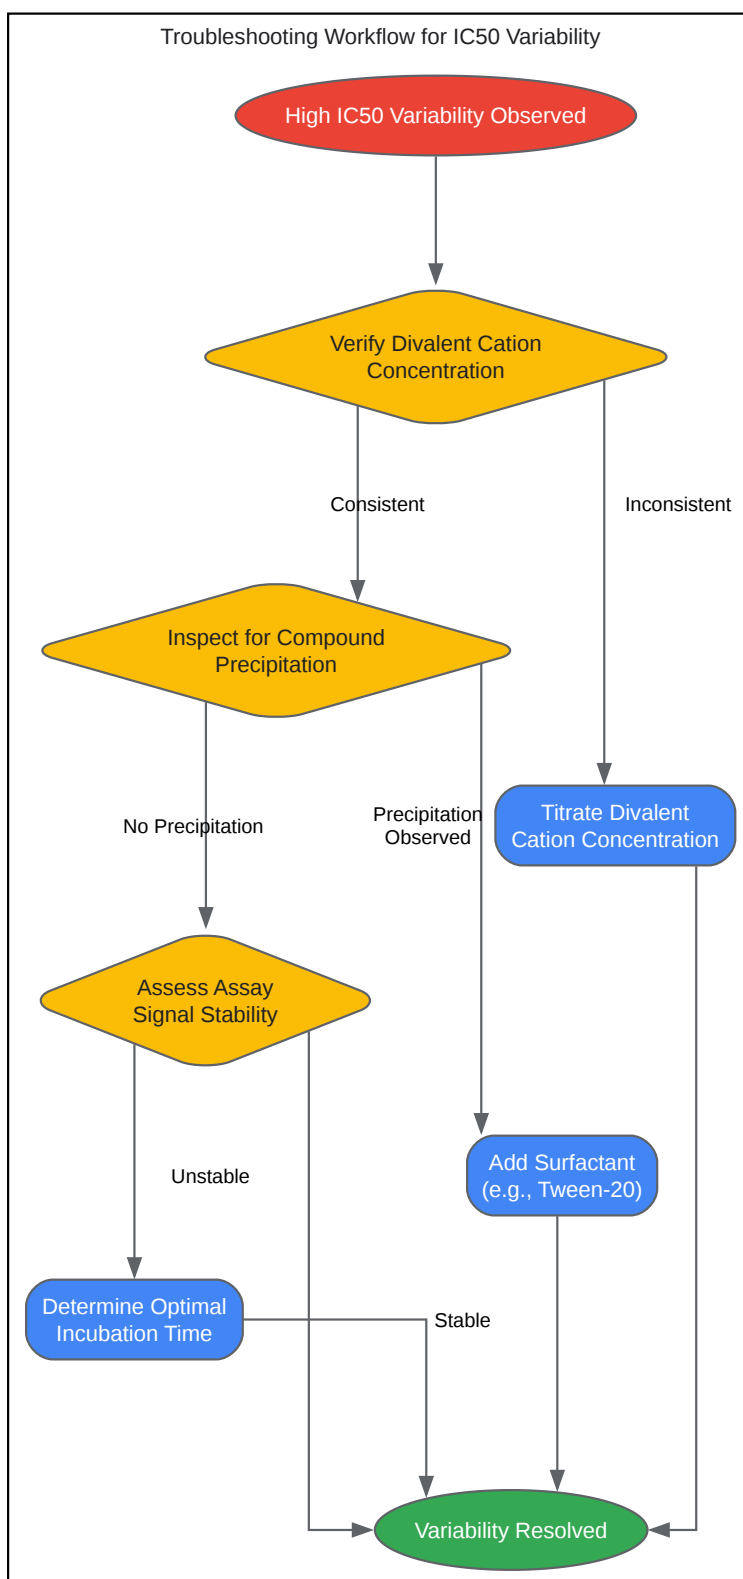 Troubleshooting Workflow for IC50 Variability
High IC50 Variability Observed
Verify Divalent Cation
Concentration
Consistent
Inconsistent
Inspect for Compound
Precipitation
No Precipitation
Precipitation
Observed
Titrate Divalent
Cation Concentration
Assess Assay
Signal Stability
Unstable
Add Surfactant
(e.g., Tween-20)
Determine Optimal
Incubation Time
Stable
Variability Resolved